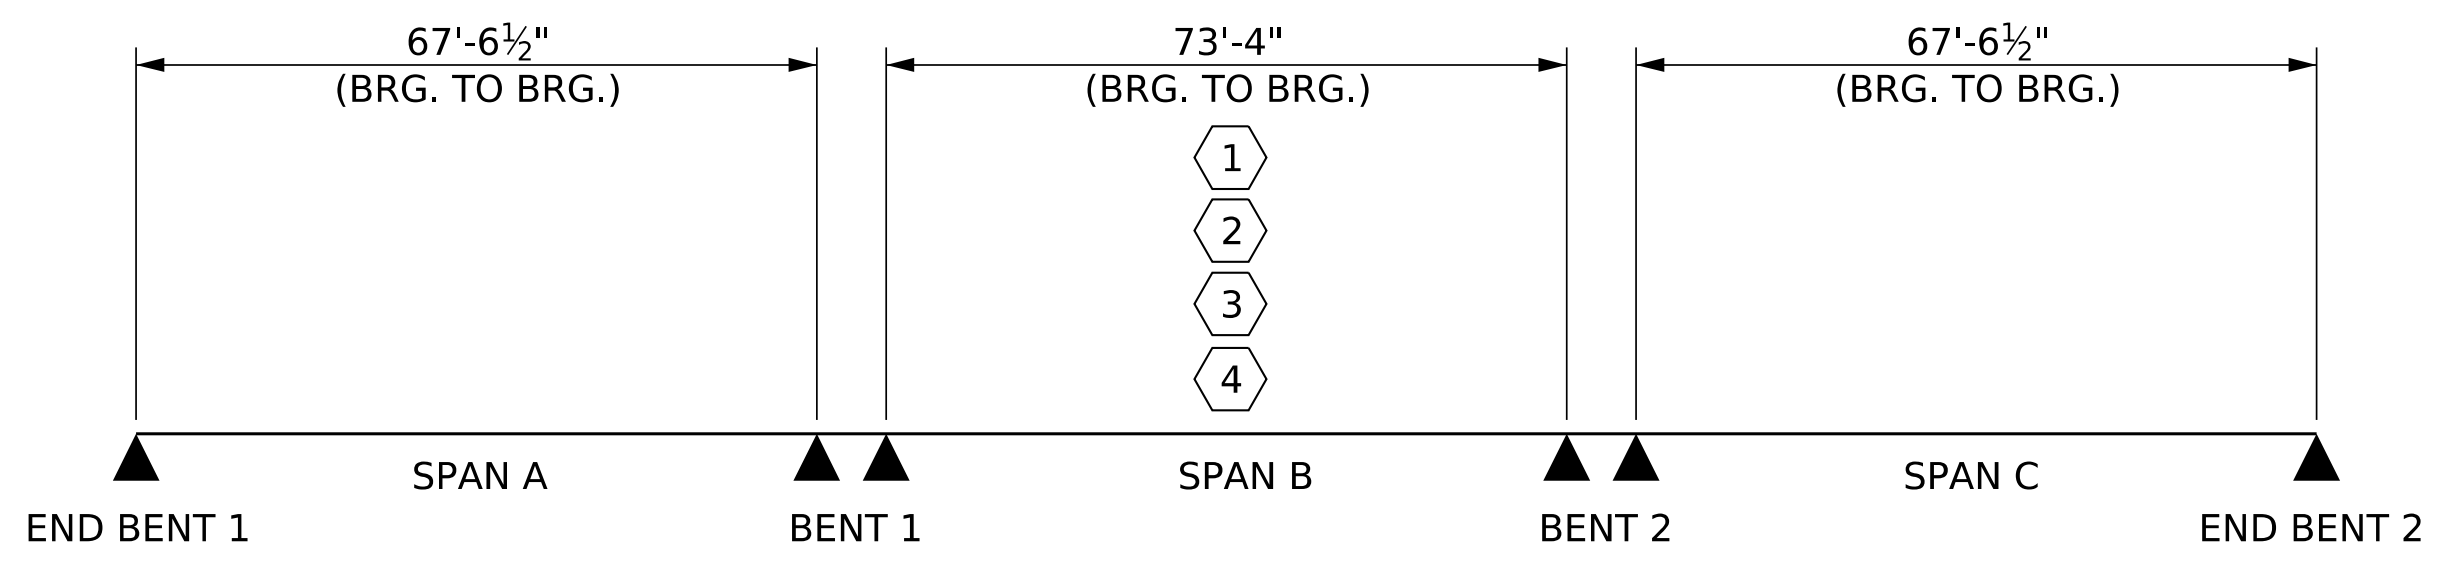 67'-6½" 73'-4" 67'-6½"
(BRG. TO BRG.) (BRG. TO BRG.) (BRG. TO BRG.)
1
2
3
4
SPAN A SPAN B SPAN C
END BENT 1 BENT 1 BENT 2 END BENT 2